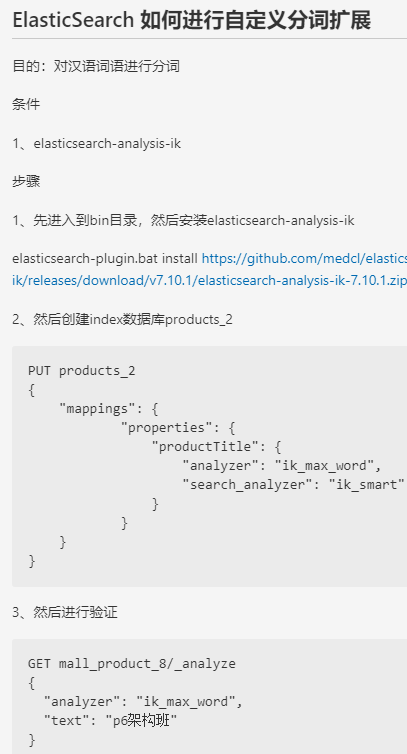 ElasticSearch 如何进行自定义分词扩展
目的：对汉语词语进行分词
条件
1、elasticsearch-analysis-ik
步骤
1、先进入到bin目录，然后安装elasticsearch-analysis-ik
elasticsearch-plugin.bat install https://github.com/medcl/elastics
ik/releases/download/v7.10.1/elasticsearch-analysis-ik-7.10.1.zip
2、然后创建index数据库products_2
PUT products_2
{
    "mappings": {
            "properties": {
                "productTitle": {
                    "analyzer": "ik_max_word",
                    "search_analyzer": "ik_smart"
                }
            }
    }
}
3、然后进行验证
GET mall_product_8/_analyze
{
  "analyzer": "ik_max_word",
  "text": "p6架构班"
}